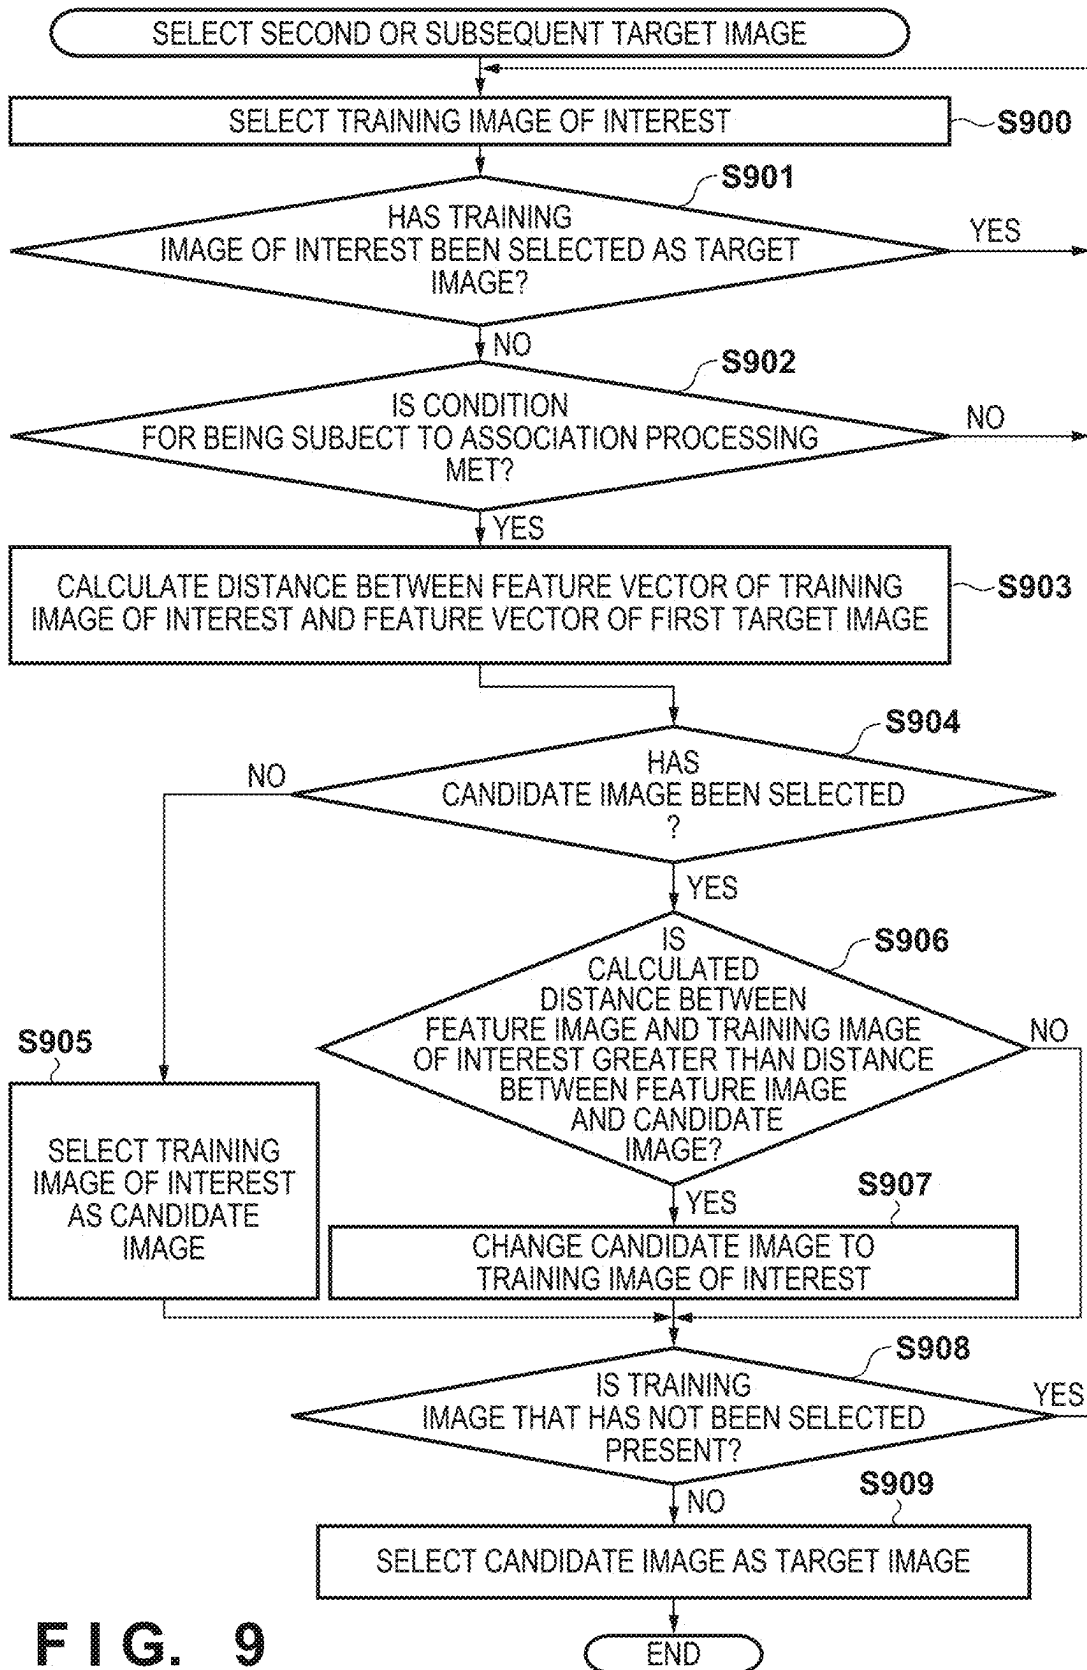 SELECT SECOND OR SUBSEQUENT TARGET IMAGE
SELECT TRAINING IMAGE OF INTEREST
S900
S901
HAS TRAINING
IMAGE OF INTEREST BEEN SELECTED AS TARGET
IMAGE?
YES
NO
S902
IS CONDITION
FOR BEING SUBJECT TO ASSOCIATION PROCESSING
MET?
NO
YES
CALCULATE DISTANCE BETWEEN FEATURE VECTOR OF TRAINING
IMAGE OF INTEREST AND FEATURE VECTOR OF FIRST TARGET IMAGE
S903
S904
HAS
CANDIDATE IMAGE BEEN SELECTED
?
NO
YES
S906
IS
CALCULATED
DISTANCE BETWEEN
FEATURE IMAGE AND TRAINING IMAGE
OF INTEREST GREATER THAN DISTANCE
BETWEEN FEATURE IMAGE
AND CANDIDATE
IMAGE?
NO
YES
S905
SELECT TRAINING
IMAGE OF INTEREST
AS CANDIDATE
IMAGE
S907
CHANGE CANDIDATE IMAGE TO
TRAINING IMAGE OF INTEREST
S908
IS TRAINING
IMAGE THAT HAS NOT BEEN SELECTED
PRESENT?
YES
NO
S909
SELECT CANDIDATE IMAGE AS TARGET IMAGE
END
FIG. 9